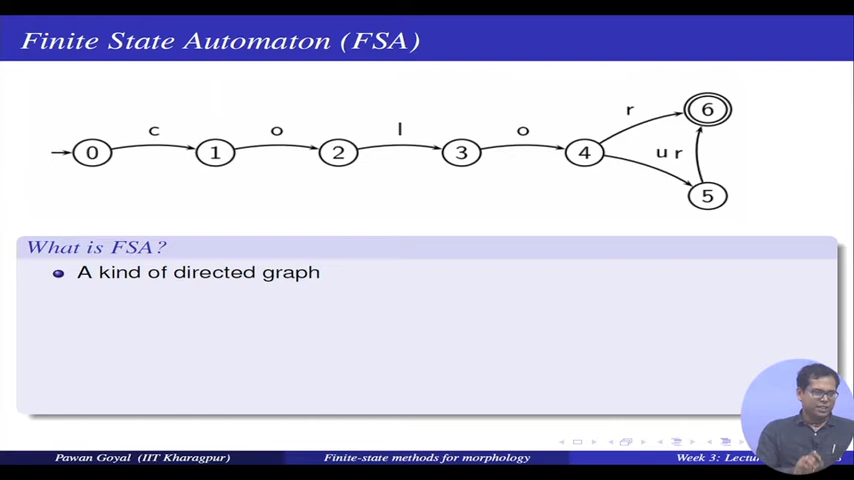 Finite State Automaton (FSA)
c o l o r
0 1 2 3 4 6
u r
5
What is FSA?
A kind of directed graph
Pawan Goyal (IIT Kharagpur) Finite-state methods for morphology Week 3: